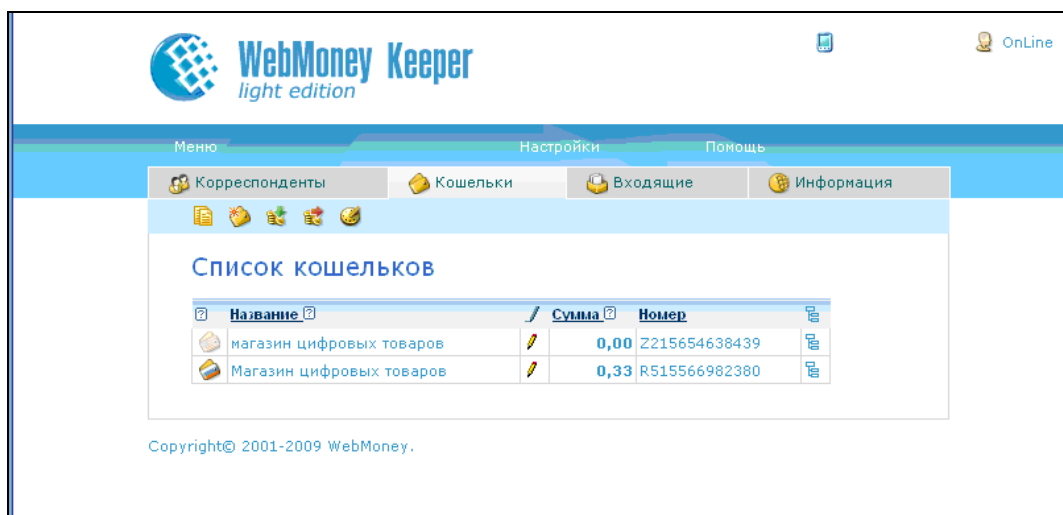 WebMoney Keeper
light edition
OnLine
Меню Настройки Помощь
Корреспонденты Кошельки Входящие Информация
Список кошельков
Название Сумма Номер
магазин цифровых товаров 0,00 Z215654638439
Магазин цифровых товаров 0,33 R515566982380
Copyright© 2001-2009 WebMoney.